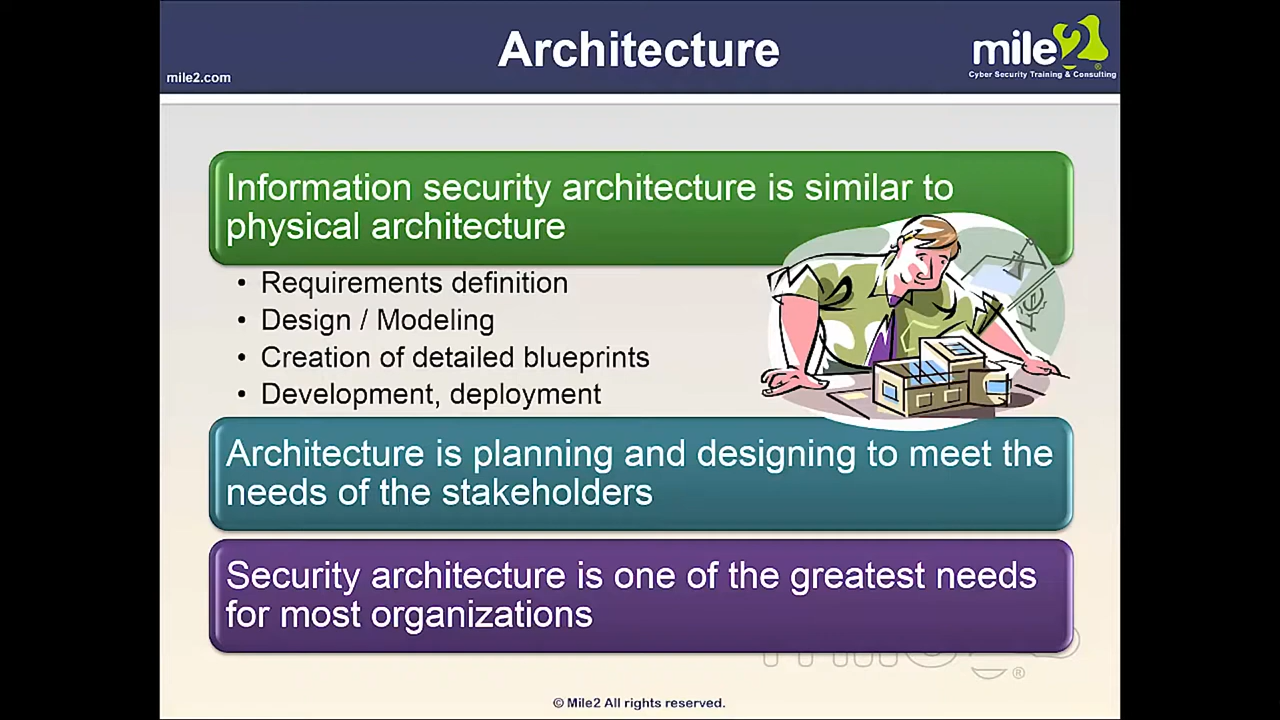 Architecture
mile2
mile2.com
Cyber Security Training & Consulting
Information security architecture is similar to
physical architecture
• Requirements definition
• Design / Modeling
• Creation of detailed blueprints
• Development, deployment
Architecture is planning and designing to meet the
needs of the stakeholders
Security architecture is one of the greatest needs
for most organizations
© Mile2 All rights reserved.